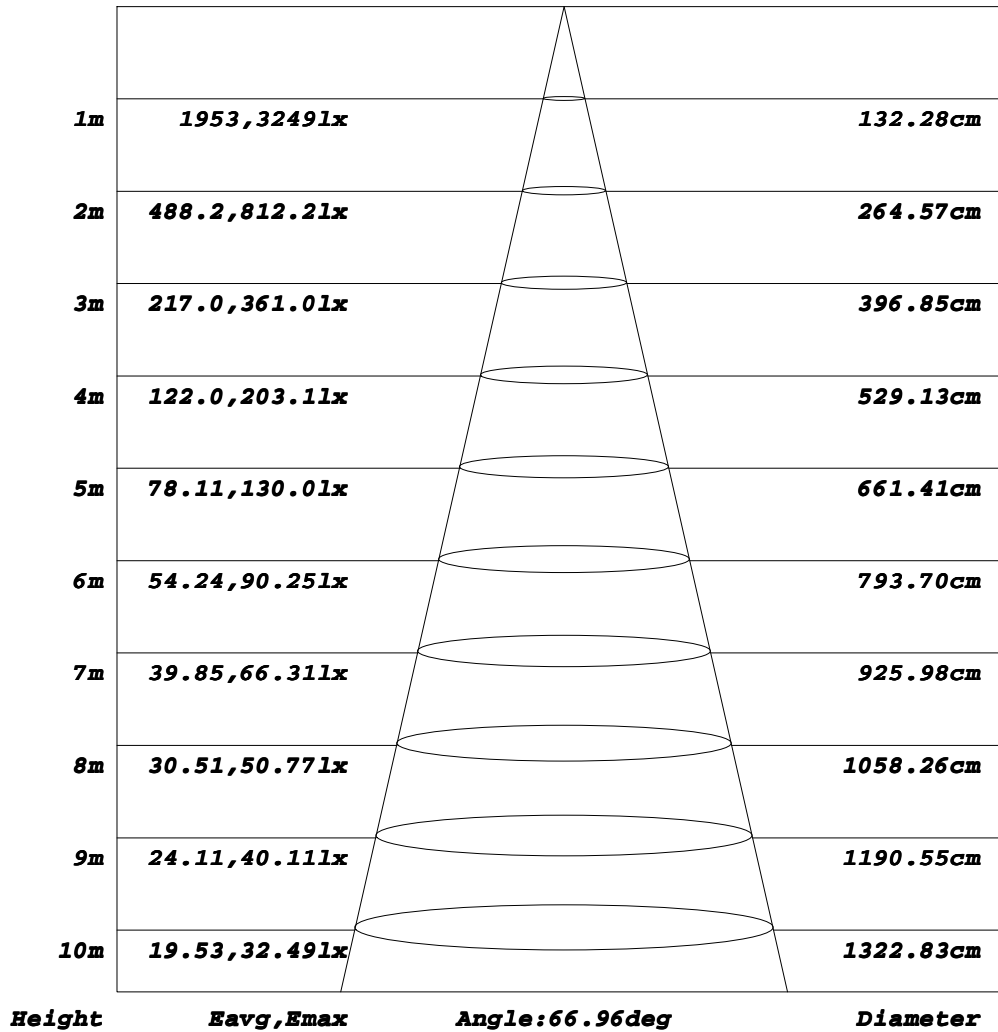 1m 1953,3249lx 132.28cm
2m 488.2,812.2lx 264.57cm
3m 217.0,361.0lx 396.85cm
4m 122.0,203.1lx 529.13cm
5m 78.11,130.0lx 661.41cm
6m 54.24,90.25lx 793.70cm
7m 39.85,66.31lx 925.98cm
8m 30.51,50.77lx 1058.26cm
9m 24.11,40.11lx 1190.55cm
10m 19.53,32.49lx 1322.83cm
Height Eavg,Emax Angle:66.96deg Diameter